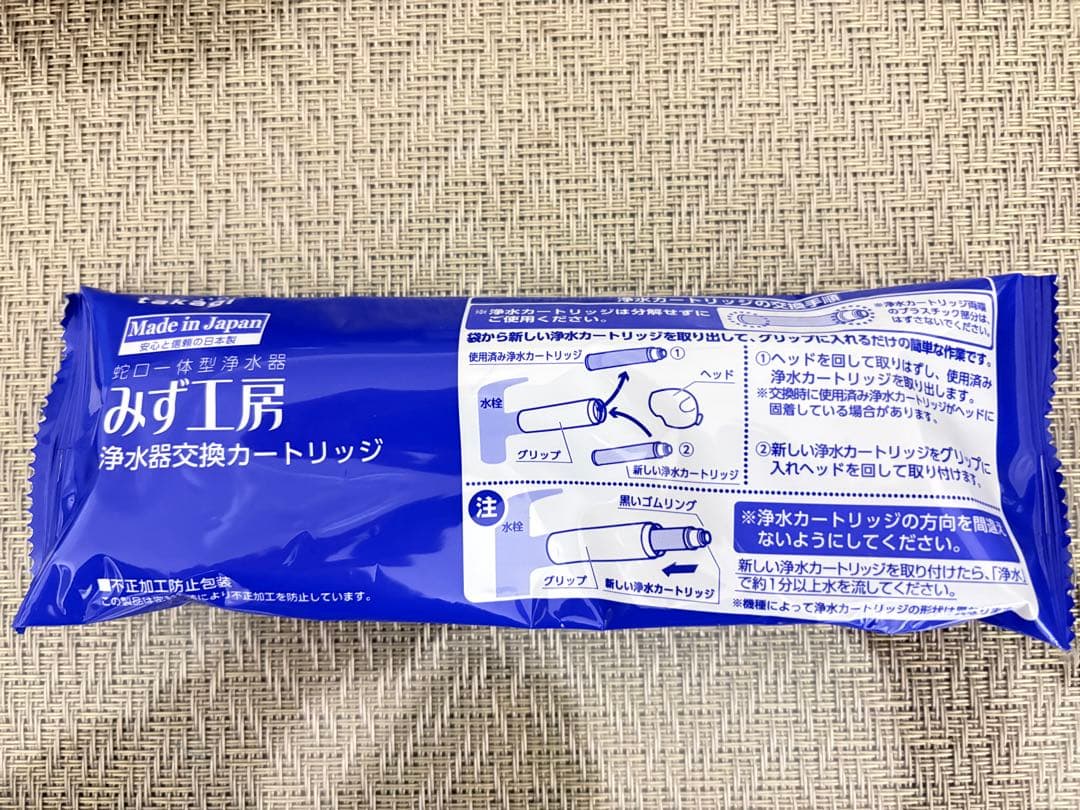 takagi
Made in Japan
安心と信頼の日本製
蛇口一体型浄水器
みず工房
浄水器交換カートリッジ
■不正加工防止包装
この製品は
により不正加工を防止しています。
浄水カートリッジの交換手順
※浄水カートリッジは分解せずに
ご使用ください。
※浄水カートリッジ両端
のプラスチック部分は、
はずさないでください。
袋から新しい浄水カートリッジを取り出して、グリップに入れるだけの簡単な作業です。
使用済み浄水カートリッジ
①
ヘッド
水栓
グリップ
②
新しい浄水カートリッジ
①ヘッドを回して取りはずし、使用済み
浄水カートリッジを取り出します。
※交換時に使用済み浄水カートリッジがヘッドに
固着している場合があります。
②新しい浄水カートリッジをグリップに
入れヘッドを回して取り付けます。
注
水栓
黒いゴムリング
グリップ
新しい浄水カートリッジ
※浄水カートリッジの方向を間違え
ないようにしてください。
新しい浄水カートリッジを取り付けたら、「浄水」
で約1分以上水を流してください。
※機種によって浄水カートリッジの形状は異なりま